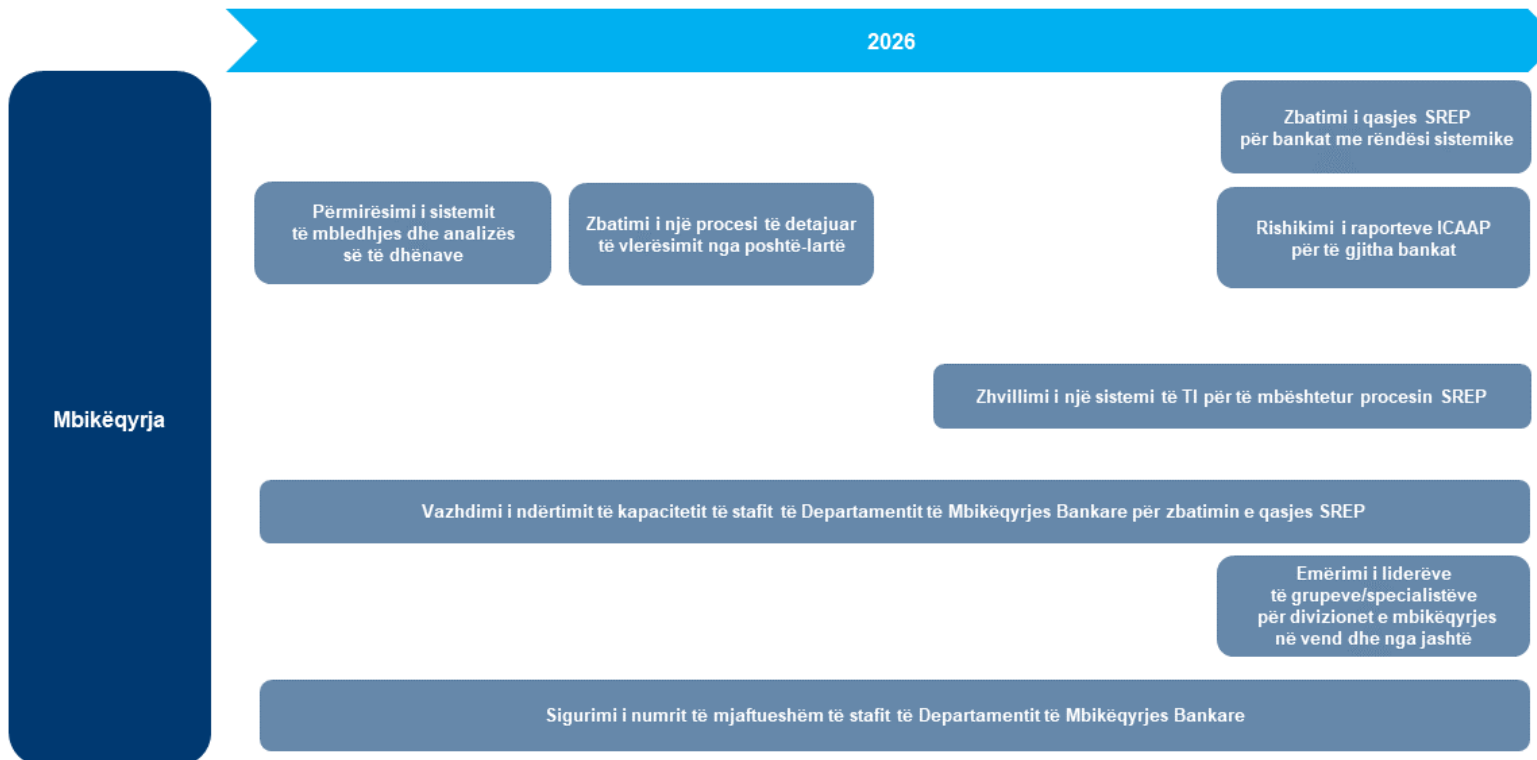 2026
Mbikëqyrja
Zbatimi i qasjes SREP
për bankat me rëndësi sistemike
Përmirësimi i sistemit
të mbledhjes dhe analizës
së të dhënave
Zbatimi i një procesi të detajuar
të vlerësimit nga poshtë-lartë
Rishikimi i raporteve ICAAP
për të gjitha bankat
Zhvillimi i një sistemi të TI për të mbështetur procesin SREP
Vazhdimi i ndërtimit të kapacitetit të stafit të Departamentit të Mbikëqyrjes Bankare për zbatimin e qasjes SREP
Emërimi i liderëve
të grupeve/specialistëve
për divizionet e mbikëqyrjes
në vend dhe nga jashtë
Sigurimi i numrit të mjaftueshëm të stafit të Departamentit të Mbikëqyrjes Bankare